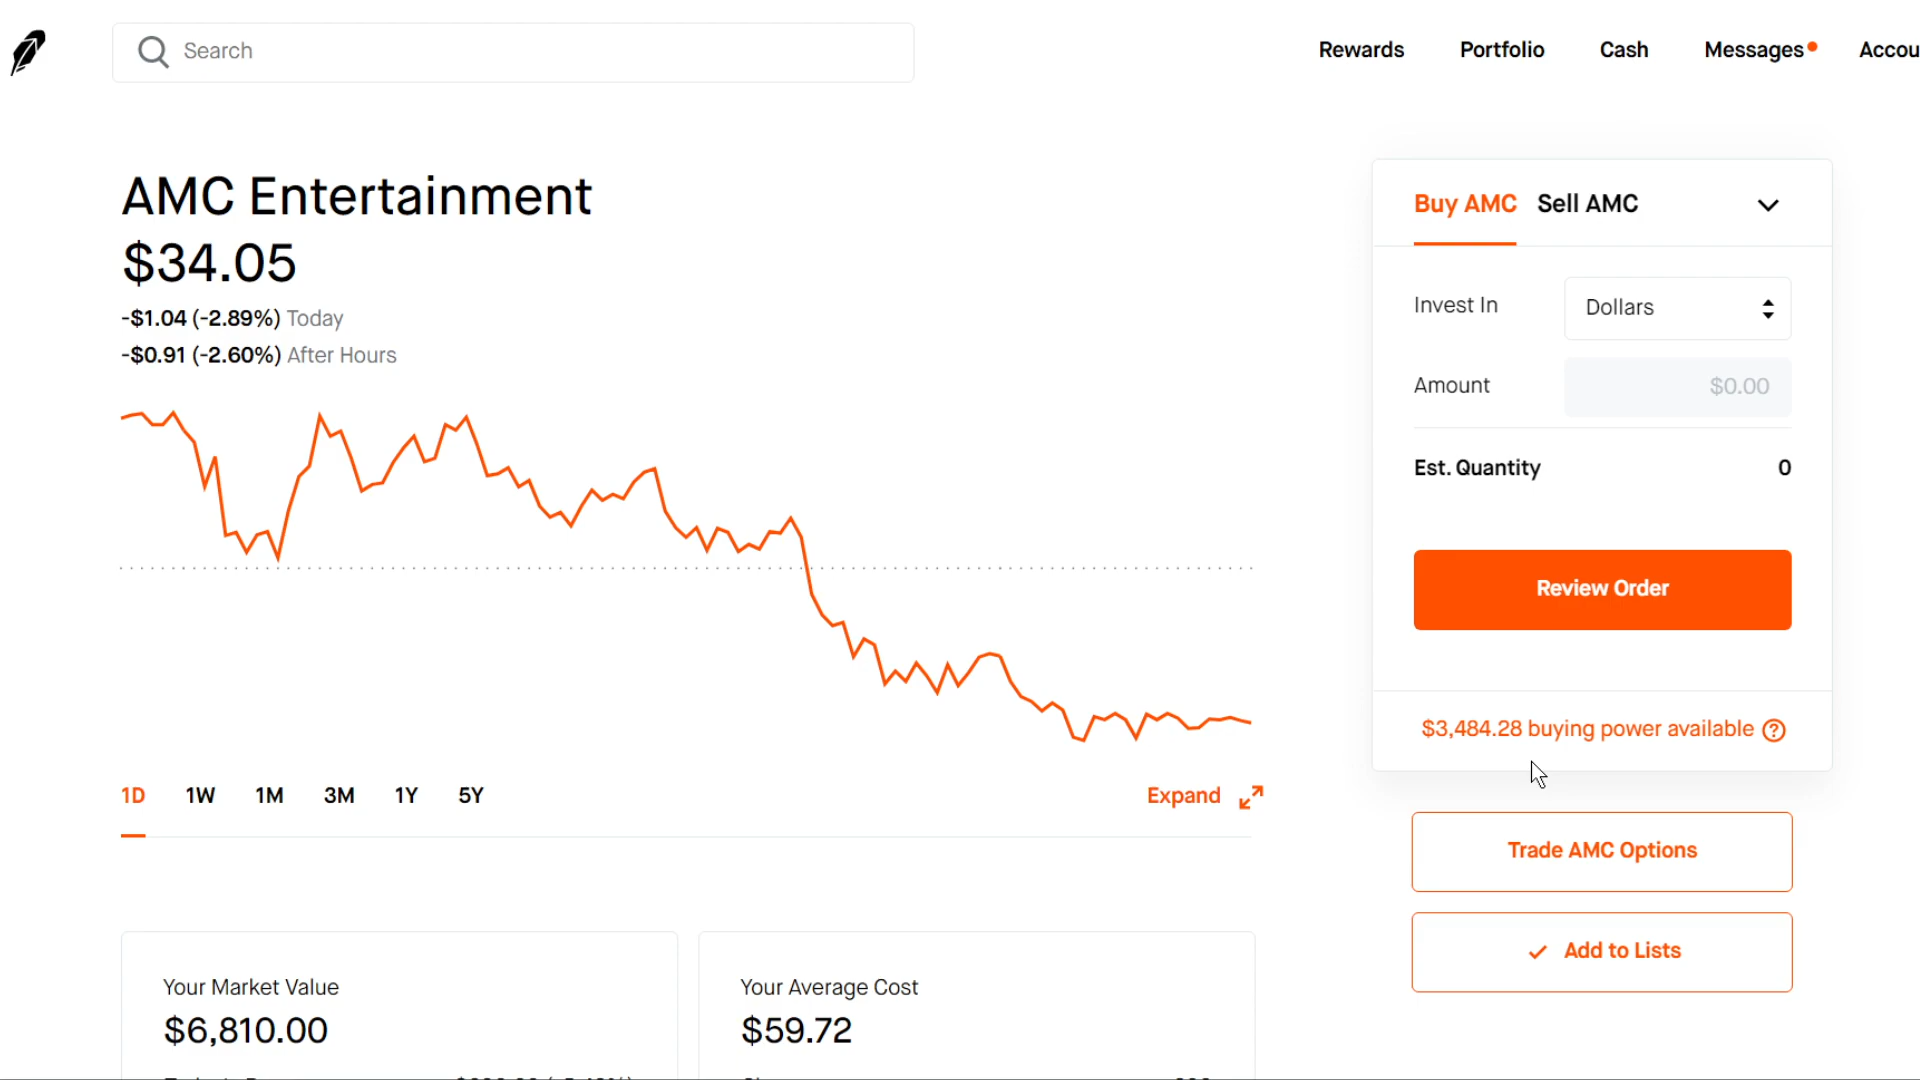 Search
Rewards Portfolio Cash Messages Accou
AMC Entertainment
$34.05
-$1.04 (-2.89%) Today
-$0.91 (-2.60%) After Hours
Buy AMC Sell AMC
Invest In Dollars
Amount $0.00
Est. Quantity 0
Review Order
$3,484.28 buying power available ?
1D 1W 1M 3M 1Y 5Y Expand
Trade AMC Options
Add to Lists
Your Market Value
$6,810.00
Your Average Cost
$59.72